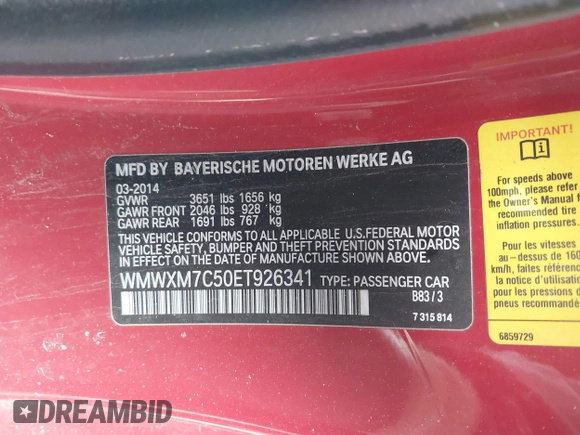 MFD BY BAYERISCHE MOTOREN WERKE AG
03-2014
GVWR 3651 lbs 1656 kg
GAWR FRONT 2046 lbs 928 kg
GAWR REAR 1691 lbs 767 kg
THIS VEHICLE CONFORMS TO ALL APPLICABLE U.S.FEDERAL MOTOR
VEHICLE SAFETY, BUMPER AND THEFT PREVENTION STANDARDS
IN EFFECT ON THE DATE OF MANUFACTURE SHOWN ABOVE.
WMWXM7C50ET926341 TYPE: PASSENGER CAR
B83 / 3
7 315 814
IMPORTANT!
For speeds above
100mph, please refer
the Owner's Manual f
recommended tire
inflation
Pour les vitesses
au-dessus de 160
km/h, faites référence
la notice d'utilisation
pour les pressions d
pneus recommandé
6859729
DREAMBID